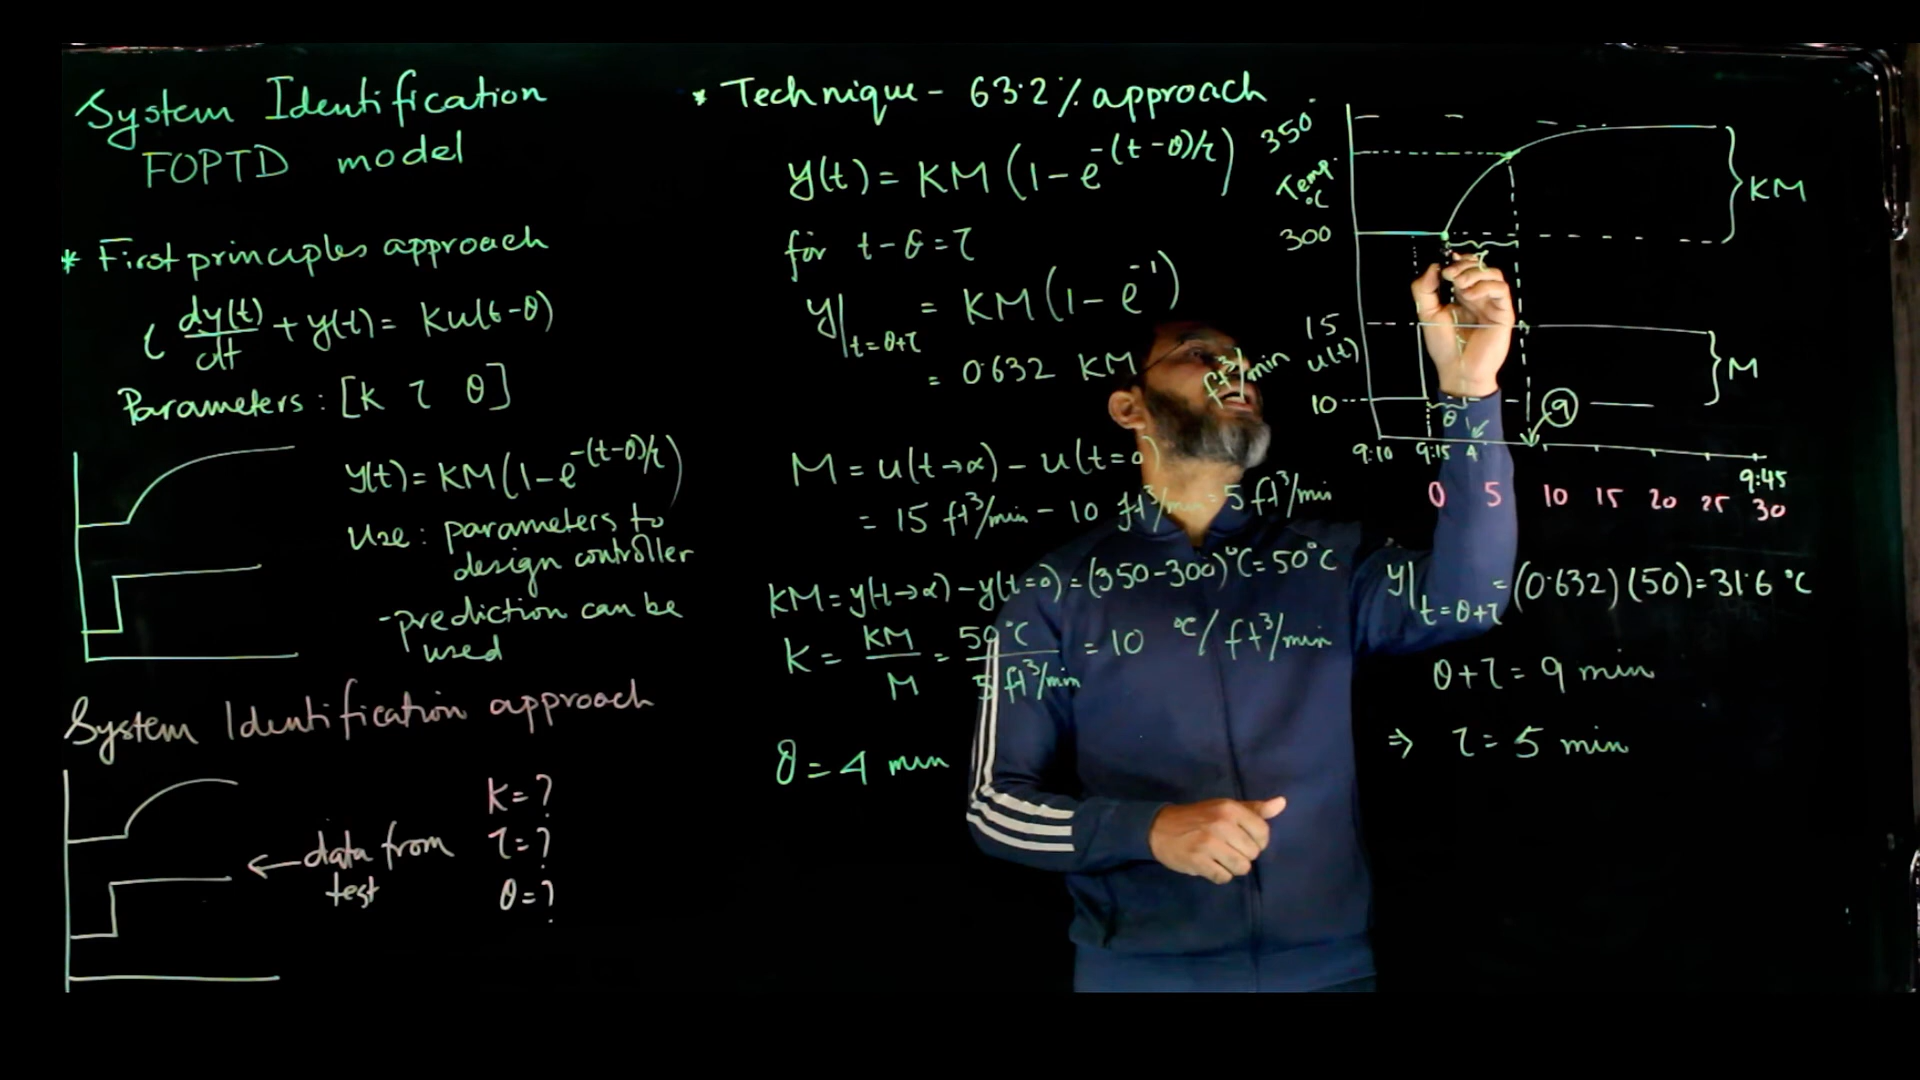 System Identification
FOPTD model
* First principles approach
τ dy(t)/dt + y(t) = Ku(t-θ)
Parameters: [K τ θ]
y(t) = KM(1-e^-(t-θ)/τ)
Use: parameters to
design controller
- prediction can be
used
System Identification approach
K = ?
τ = ?
θ = ?
← data from
test
* Technique - 63.2% approach
y(t) = KM (1-e^-(t-θ)/τ)
for t-θ = τ
y|t=θ+τ = KM(1-e^-1)
= 0.632 KM
M = u(t→∝) - u(t=0)
= 15 ft³/min - 10 ft³/min = 5 ft³/min
KM = y(t→∝) - y(t=0) = (350-300)°C = 50°C
K = KM/M = 50°C / 5 ft³/min = 10 °C/ft³/min
θ = 4 min
350
Temp.
°C
300
KM
τ
15
u(t)
ft³/min
10
M
θ
9
9:10 9:15 4 9:45
0 5 10 15 20 25 30
y|t=θ+τ = (0.632)(50) = 31.6 °C
θ+τ = 9 min
⇒ τ = 5 min